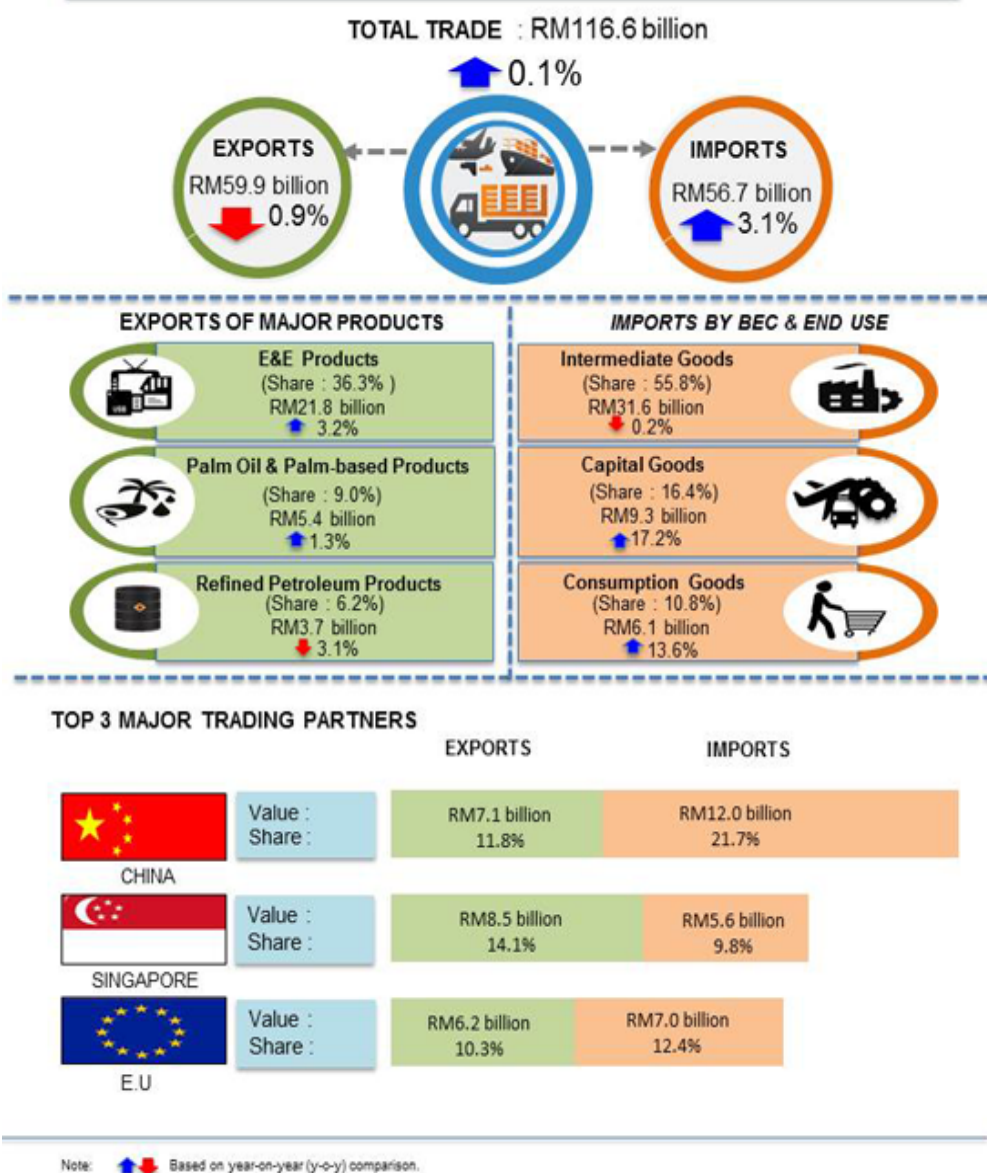 TOTAL TRADE : RM116.6 billion
0.1%
EXPORTS
RM59.9 billion
0.9%
IMPORTS
RM56.7 billion
3.1%
EXPORTS OF MAJOR PRODUCTS
E&E Products
(Share : 36.3% )
RM21.8 billion
3.2%
Palm Oil & Palm-based Products
(Share : 9.0%)
RM5.4 billion
1.3%
Refined Petroleum Products
(Share : 6.2%)
RM3.7 billion
3.1%
IMPORTS BY BEC & END USE
Intermediate Goods
(Share : 55.8%)
RM31.6 billion
0.2%
Capital Goods
(Share : 16.4%)
RM9.3 billion
17.2%
Consumption Goods
(Share : 10.8%)
RM6.1 billion
13.6%
TOP 3 MAJOR TRADING PARTNERS
EXPORTS IMPORTS
Value : RM7.1 billion RM12.0 billion
Share : 11.8% 21.7%
CHINA
Value : RM8.5 billion RM5.6 billion
Share : 14.1% 9.8%
SINGAPORE
Value : RM6.2 billion RM7.0 billion
Share : 10.3% 12.4%
E.U
Note: Based on year-on-year (y-o-y) comparison.